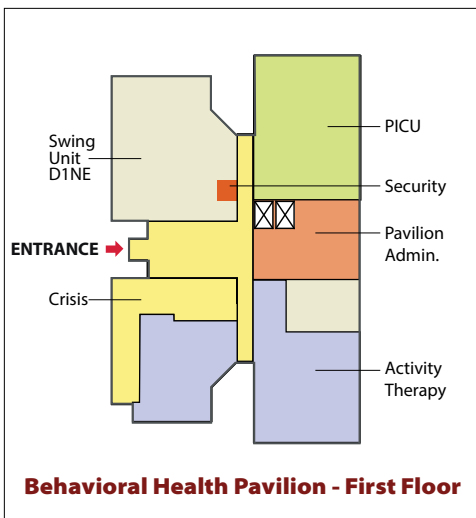 Swing
Unit
D1NE
PICU
Security
ENTRANCE
Pavilion
Admin.
Crisis
Activity
Therapy
Behavioral Health Pavilion - First Floor